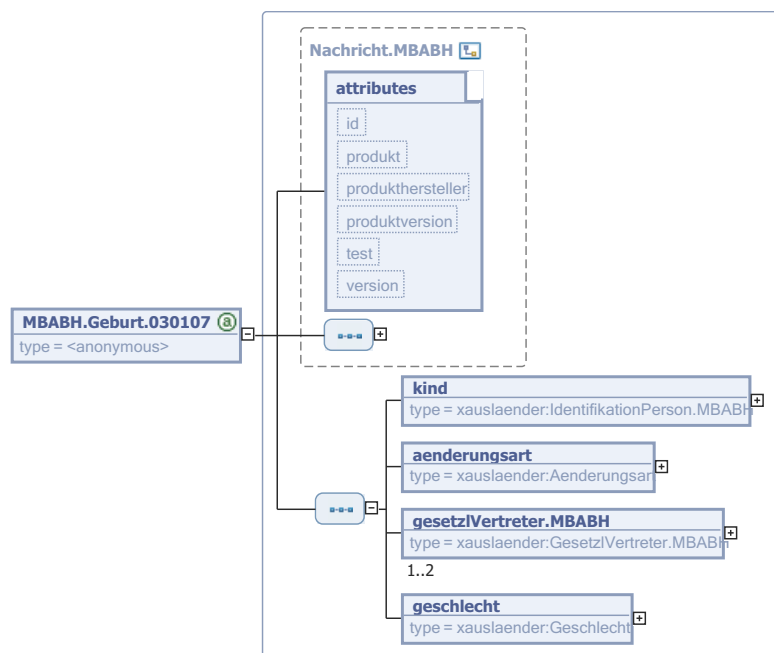 Nachricht.MBABH
attributes
id
produkt
produkthersteller
produktversion
test
version
MBABH.Geburt.030107 a
type = <anonymous>
kind
type = xauslaender:IdentifikationPerson.MBABH
aenderungsart
type = xauslaender:Aenderungsart
gesetzlVertreter.MBABH
type = xauslaender:GesetzlVertreter.MBABH
1..2
geschlecht
type = xauslaender:Geschlecht